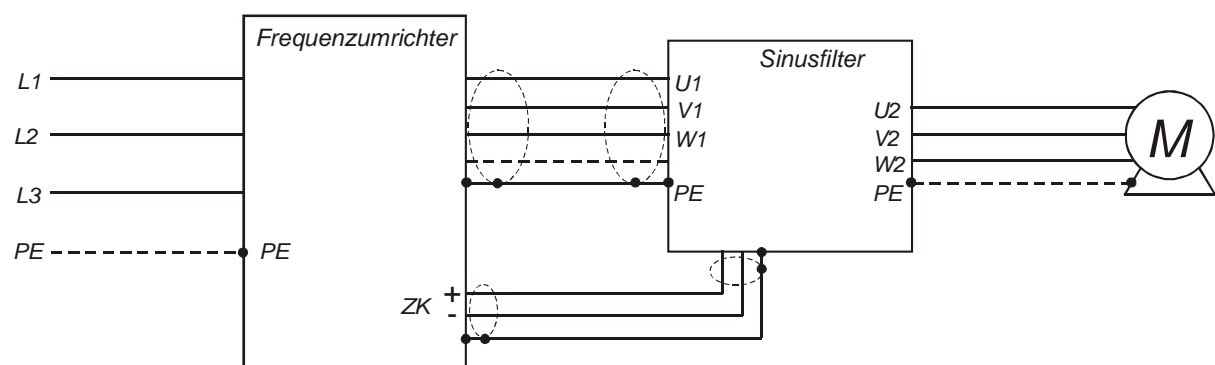 Frequenzumrichter
Sinusfilter
L1
L2
L3
PE
PE
U1
V1
W1
PE
U2
V2
W2
PE
M
ZK
+
-